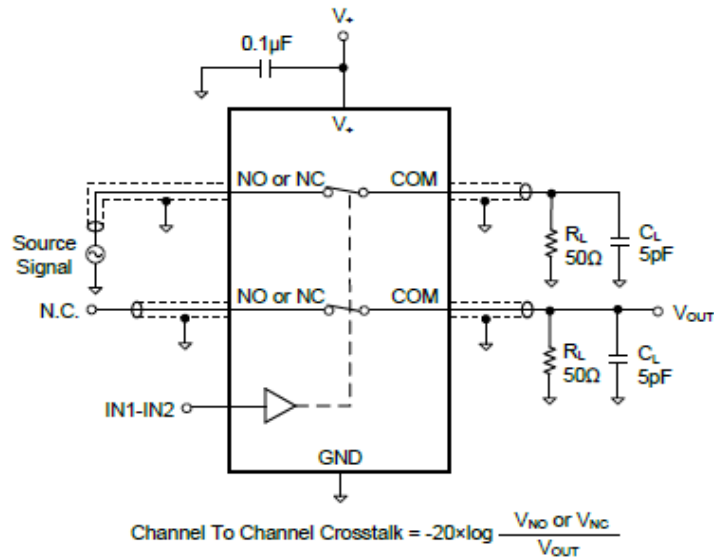 V+
0.1μF
V+
NO or NC
COM
Source
Signal
RL
50Ω
CL
5pF
N.C.
NO or NC
COM
VOUT
RL
50Ω
CL
5pF
IN1-IN2
GND
Channel To Channel Crosstalk = -20×log VNO or VNC / VOUT